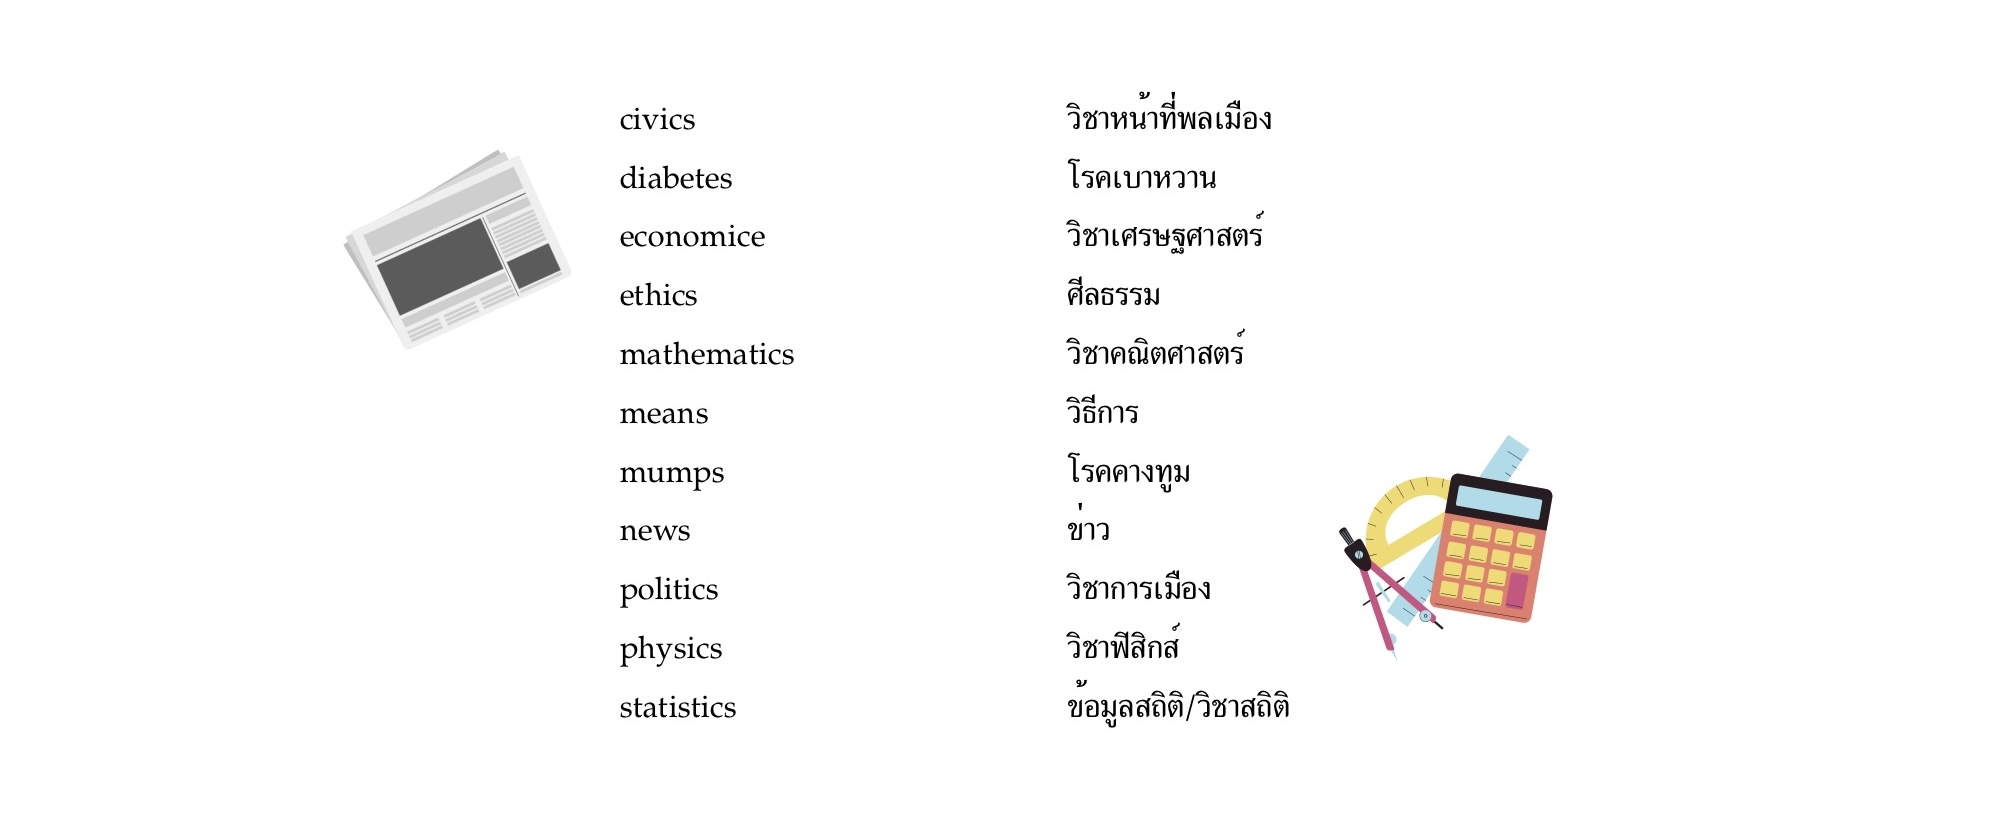 civics วิชาหน้าที่พลเมือง
diabetes โรคเบาหวาน
economice วิชาเศรษฐศาสตร์
ethics ศีลธรรม
mathematics วิชาคณิตศาสตร์
means วิธีการ
mumps โรคคางทูม
news ข่าว
politics วิชาการเมือง
physics วิชาฟิสิกส์
statistics ข้อมูลสถิติ/วิชาสถิติ